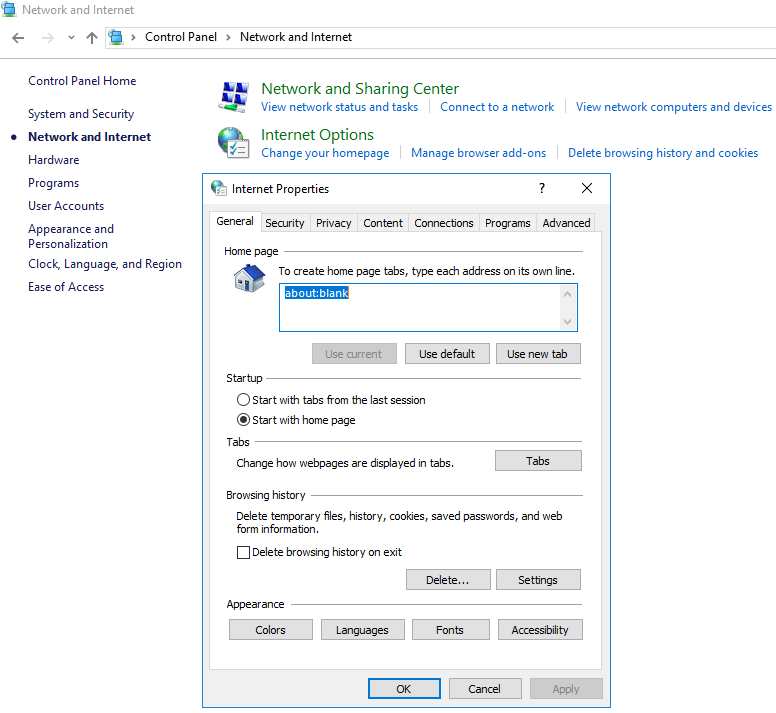 Network and Internet
Control Panel > Network and Internet
Control Panel Home
System and Security
Network and Internet
Hardware
Programs
User Accounts
Appearance and
Personalization
Clock, Language, and Region
Ease of Access
Network and Sharing Center
View network status and tasks | Connect to a network | View network computers and devices
Internet Options
Change your homepage | Manage browser add-ons | Delete browsing history and cookies
Internet Properties
General Security Privacy Content Connections Programs Advanced
Home page
To create home page tabs, type each address on its own line.
about:blank
Use current Use default Use new tab
Startup
Start with tabs from the last session
Start with home page
Tabs
Change how webpages are displayed in tabs. Tabs
Browsing history
Delete temporary files, history, cookies, saved passwords, and web
form information.
Delete browsing history on exit
Delete... Settings
Appearance
Colors Languages Fonts Accessibility
OK Cancel Apply